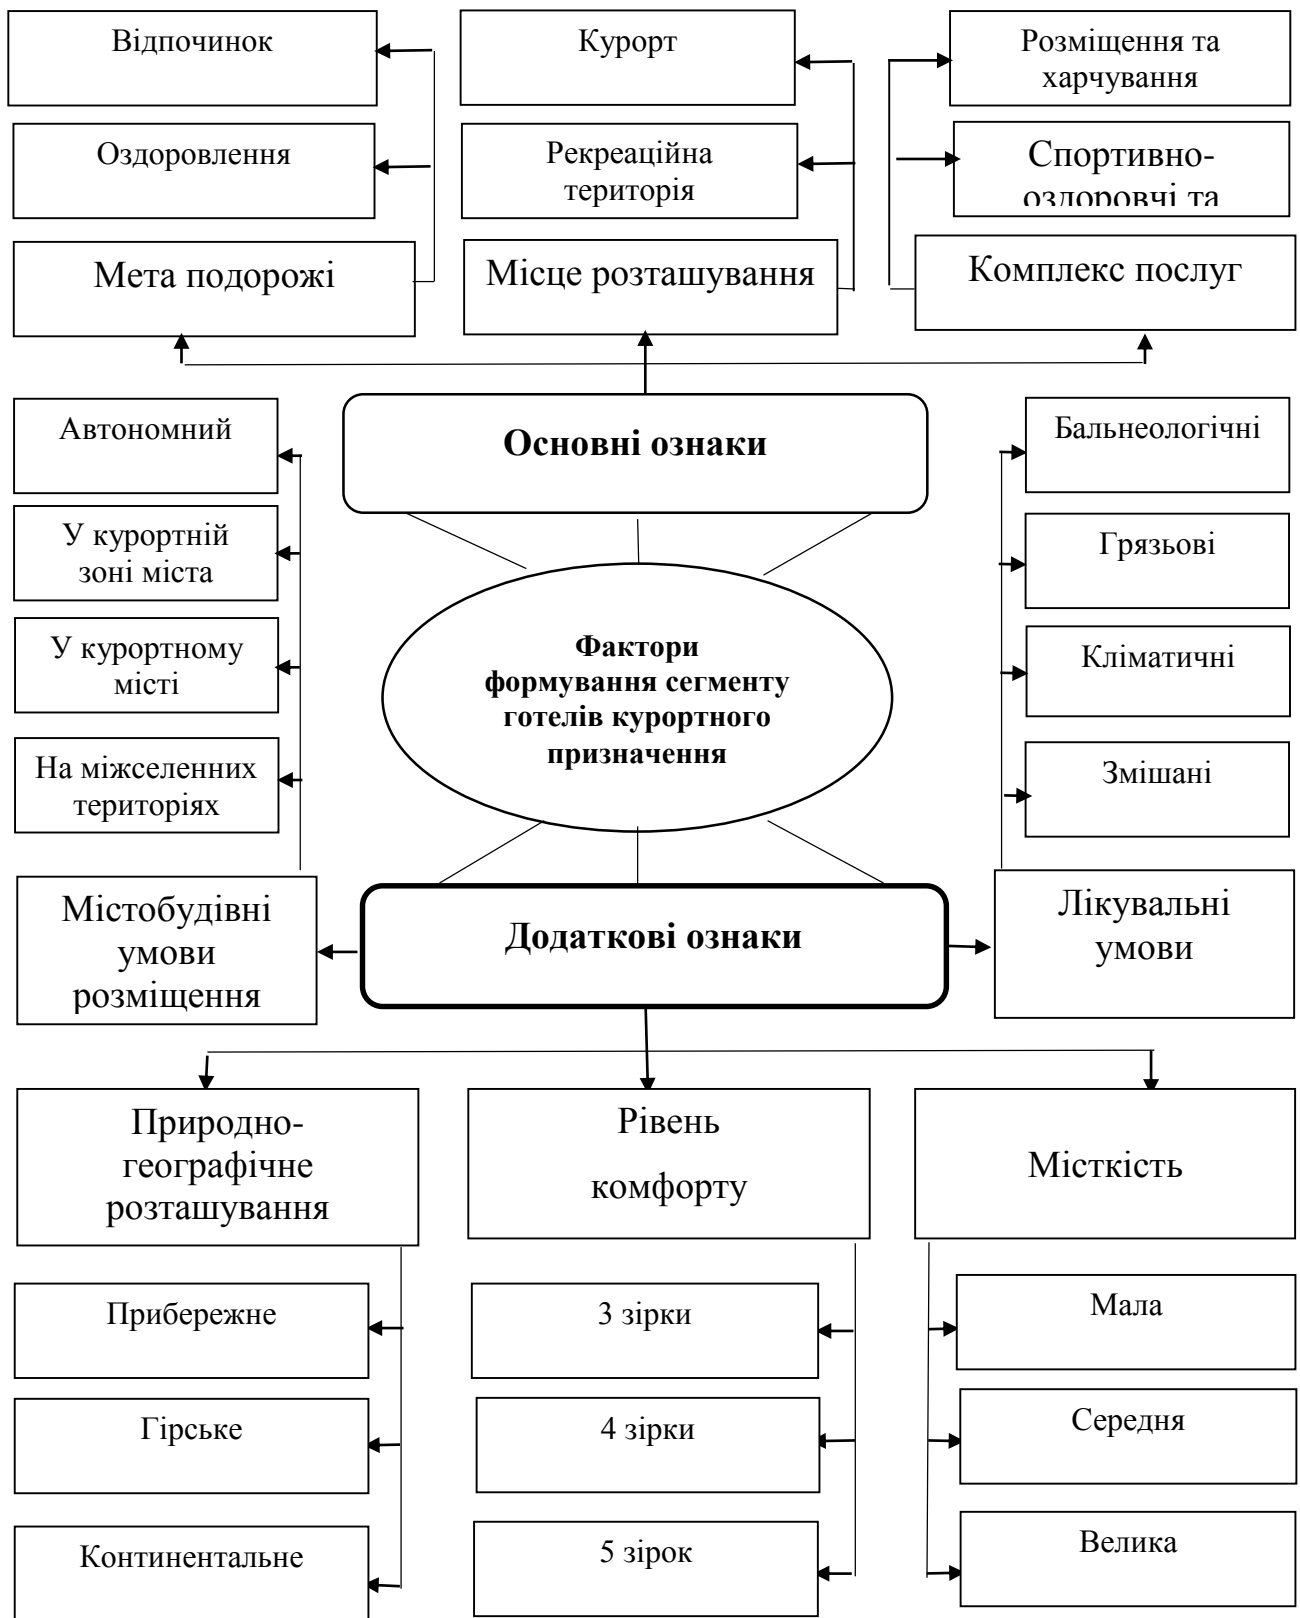 Відпочинок
Курорт
Розміщення та
харчування
Оздоровлення
Рекреаційна
територія
Спортивно-
оздоровчі та
Мета подорожі
Місце розташування
Комплекс послуг
Основні ознаки
Автономний
У курортній
зоні міста
У курортному
місті
На міжселенних
територіях
Бальнеологічні
Грязьові
Кліматичні
Змішані
Фактори
формування сегменту
готелів курортного
призначення
Містобудівні
умови
розміщення
Додаткові ознаки
Лікувальні
умови
Природно-
географічне
розташування
Рівень
комфорту
Місткість
Прибережне
3 зірки
Мала
Гірське
4 зірки
Середня
Континентальне
5 зірок
Велика